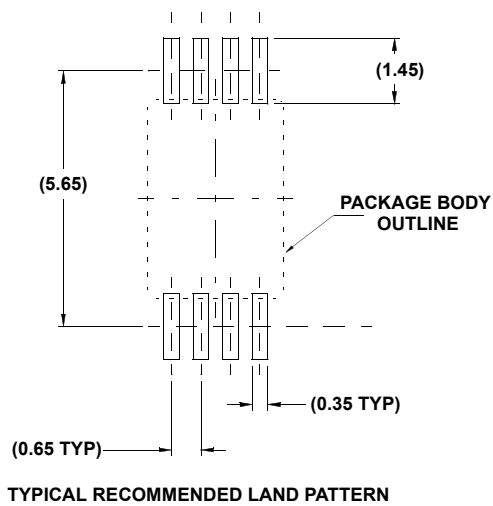 (1.45)
(5.65)
PACKAGE BODY
OUTLINE
(0.35 TYP)
(0.65 TYP)
TYPICAL RECOMMENDED LAND PATTERN